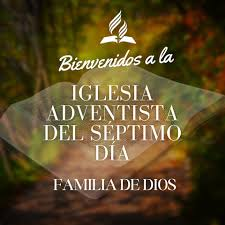 Bienvenidos a la
IGLESIA
ADVENTISTA
DEL SÉPTIMO
DÍA
FAMILIA DE DIOS